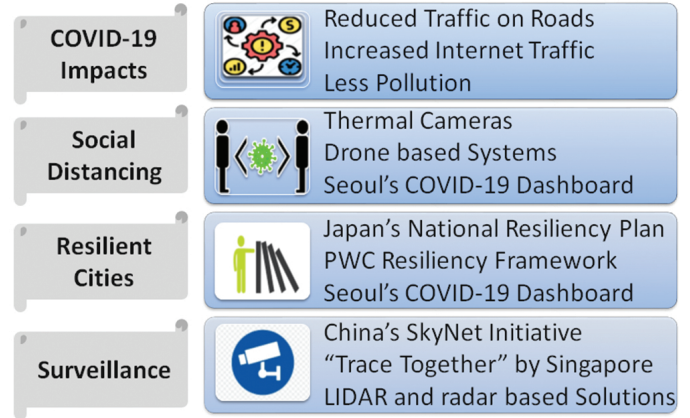 COVID-19
Impacts
Reduced Traffic on Roads
Increased Internet Traffic
Less Pollution
Social
Distancing
Thermal Cameras
Drone based Systems
Seoul's COVID-19 Dashboard
Resilient
Cities
Japan's National Resiliency Plan
PWC Resiliency Framework
Seoul's COVID-19 Dashboard
Surveillance
China's SkyNet Initiative
“Trace Together” by Singapore
LIDAR and radar based Solutions